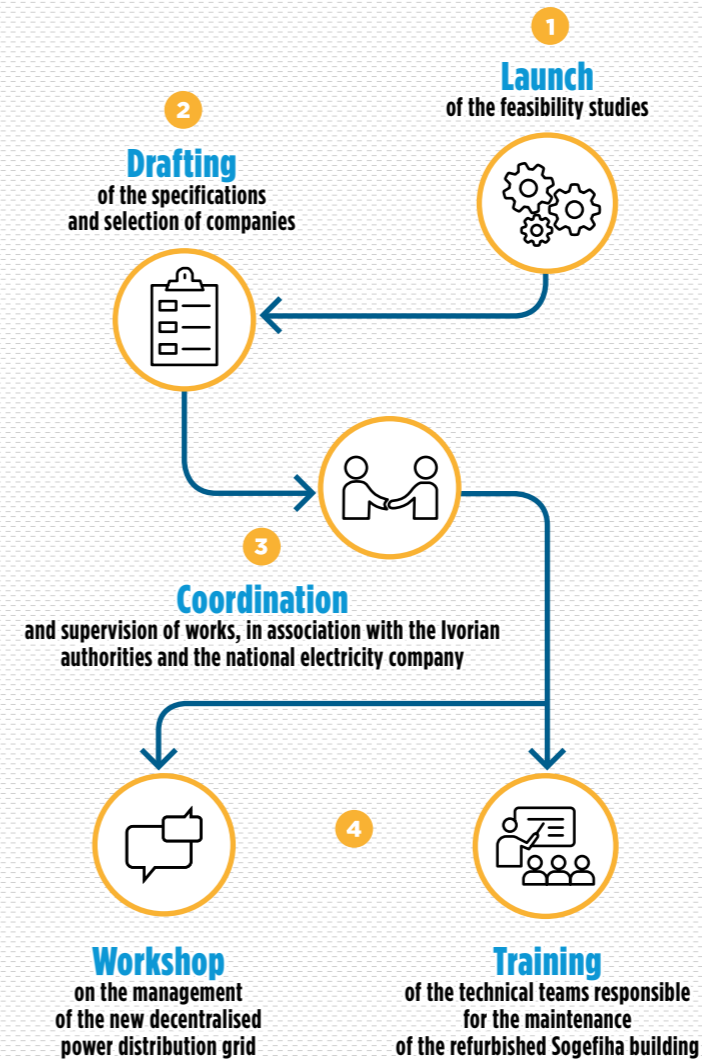 1
Launch
of the feasibility studies
2
Drafting
of the specifications
and selection of companies
3
Coordination
and supervision of works, in association with the Ivorian
authorities and the national electricity company
4
Workshop
on the management
of the new decentralised
power distribution grid
Training
of the technical teams responsible
for the maintenance
of the refurbished Sogefiha building